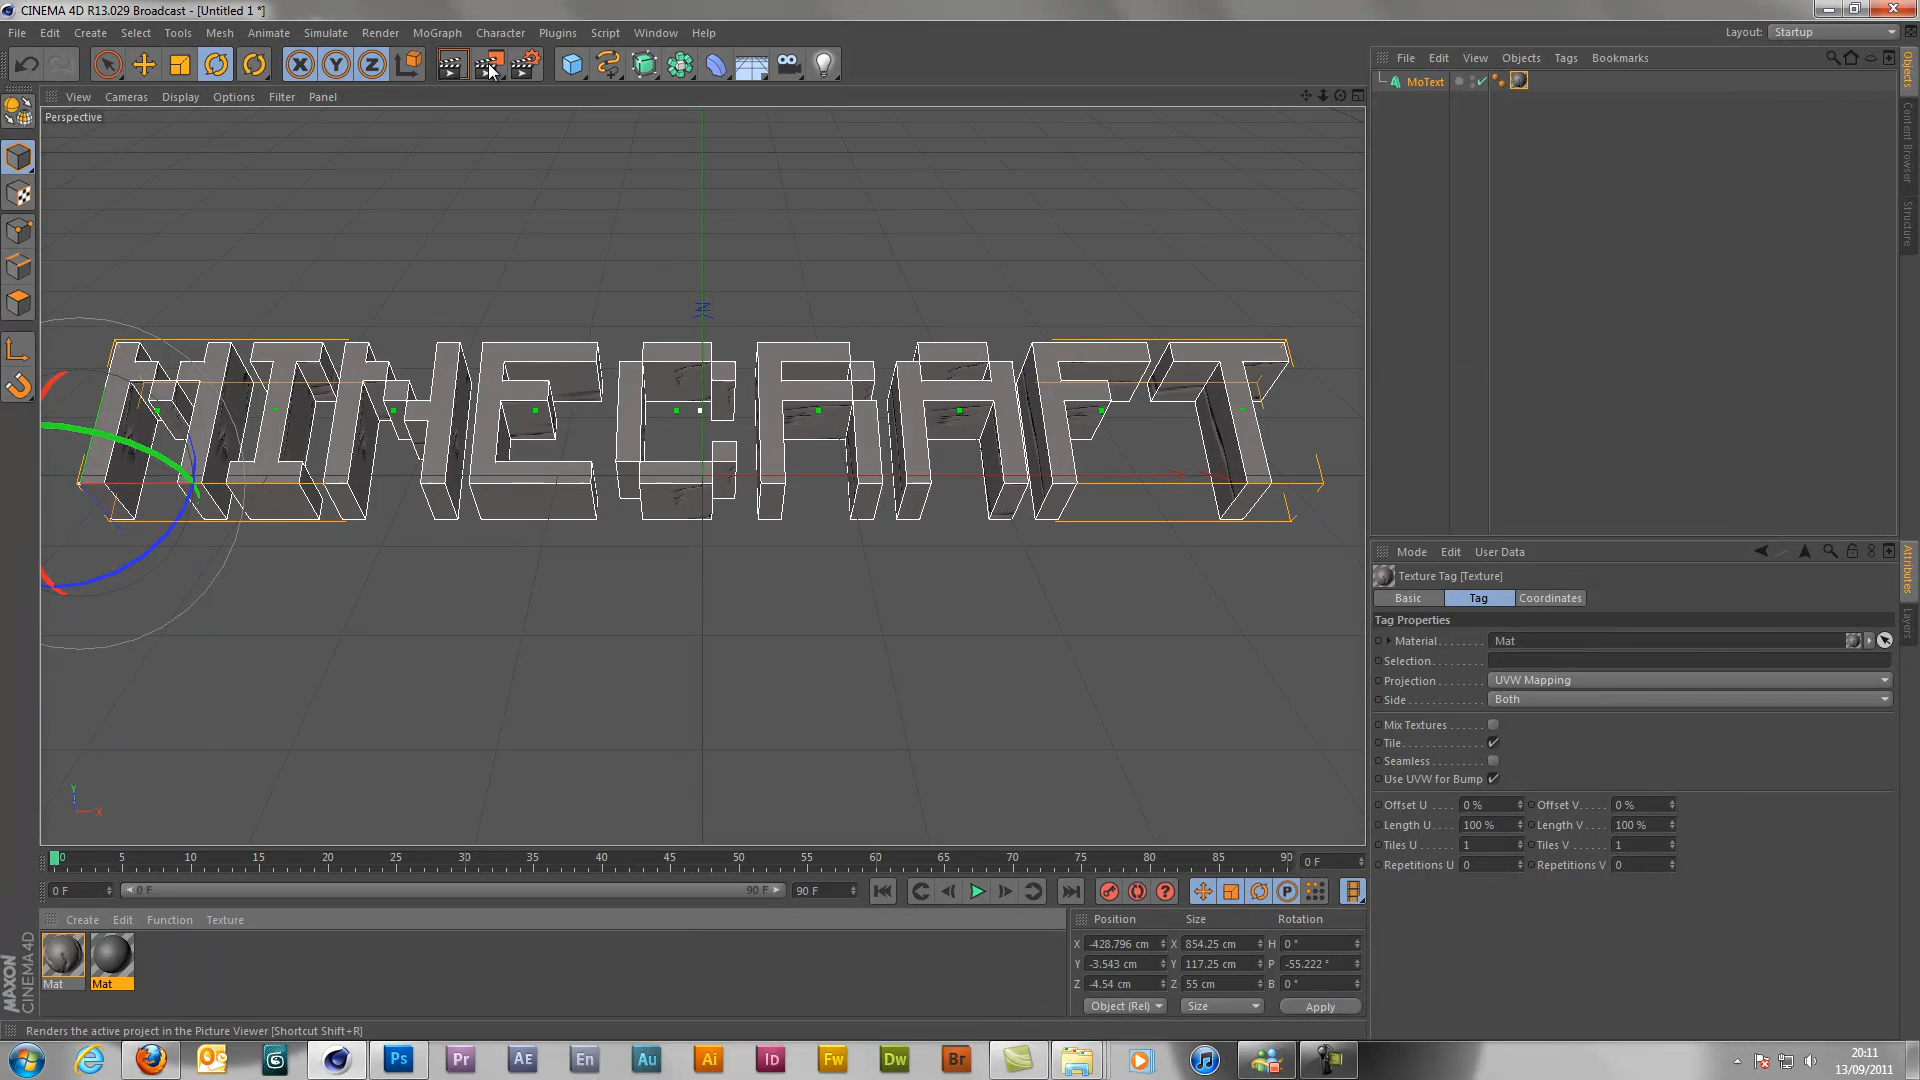 CINEMA 4D R13.029 Broadcast - [Untitled 1 *]
File Edit Create Select Tools Mesh Animate Simulate Render MoGraph Character Plugins Script Window Help
Layout: Startup
X Y Z
File Edit View Objects Tags Bookmarks
MoText
Objects
Content Browser
Structure
View Cameras Display Options Filter Panel
Perspective
MINECRAFT
Z
Y
X
Mode Edit User Data
Texture Tag [Texture]
Basic Tag Coordinates
Tag Properties
Material Mat
Selection
Projection UVW Mapping
Side Both
Mix Textures
Tile
Seamless
Use UVW for Bump
Offset U 0 % Offset V 0 %
Length U 100 % Length V 100 %
Tiles U 1 Tiles V 1
Repetitions U 0 Repetitions V 0
Attributes
Layers
0 5 10 15 20 25 30 35 40 45 50 55 60 65 70 75 80 85 90 0 F
0 F 0 F 90 F 90 F
Create Edit Function Texture
Mat Mat
Position Size Rotation
X -428.796 cm X 854.25 cm H 0 °
Y -3.543 cm Y 117.25 cm P -55.222 °
Z -4.54 cm Z 55 cm B 0 °
Object (Rel) Size Apply
MAXON
CINEMA 4D
Renders the active project in the Picture Viewer [Shortcut Shift+R]
Ps Pr AE En Au Ai Id Fw Dw Br
20:11
13/09/2011